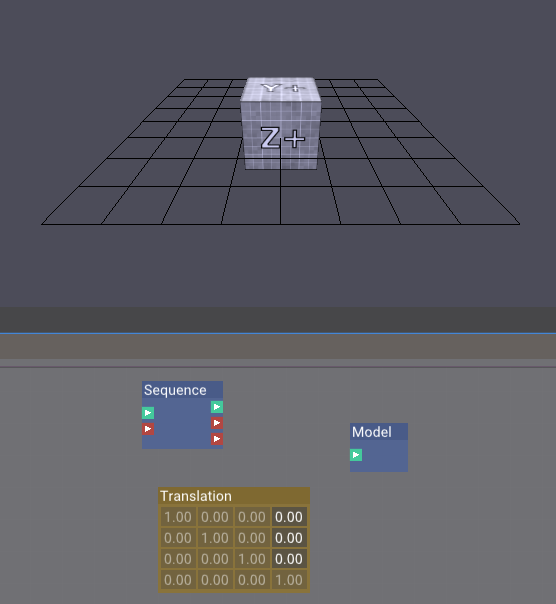 Y+
Z+
Sequence
Model
Translation
1.00 0.00 0.00 0.00
0.00 1.00 0.00 0.00
0.00 0.00 1.00 0.00
0.00 0.00 0.00 1.00